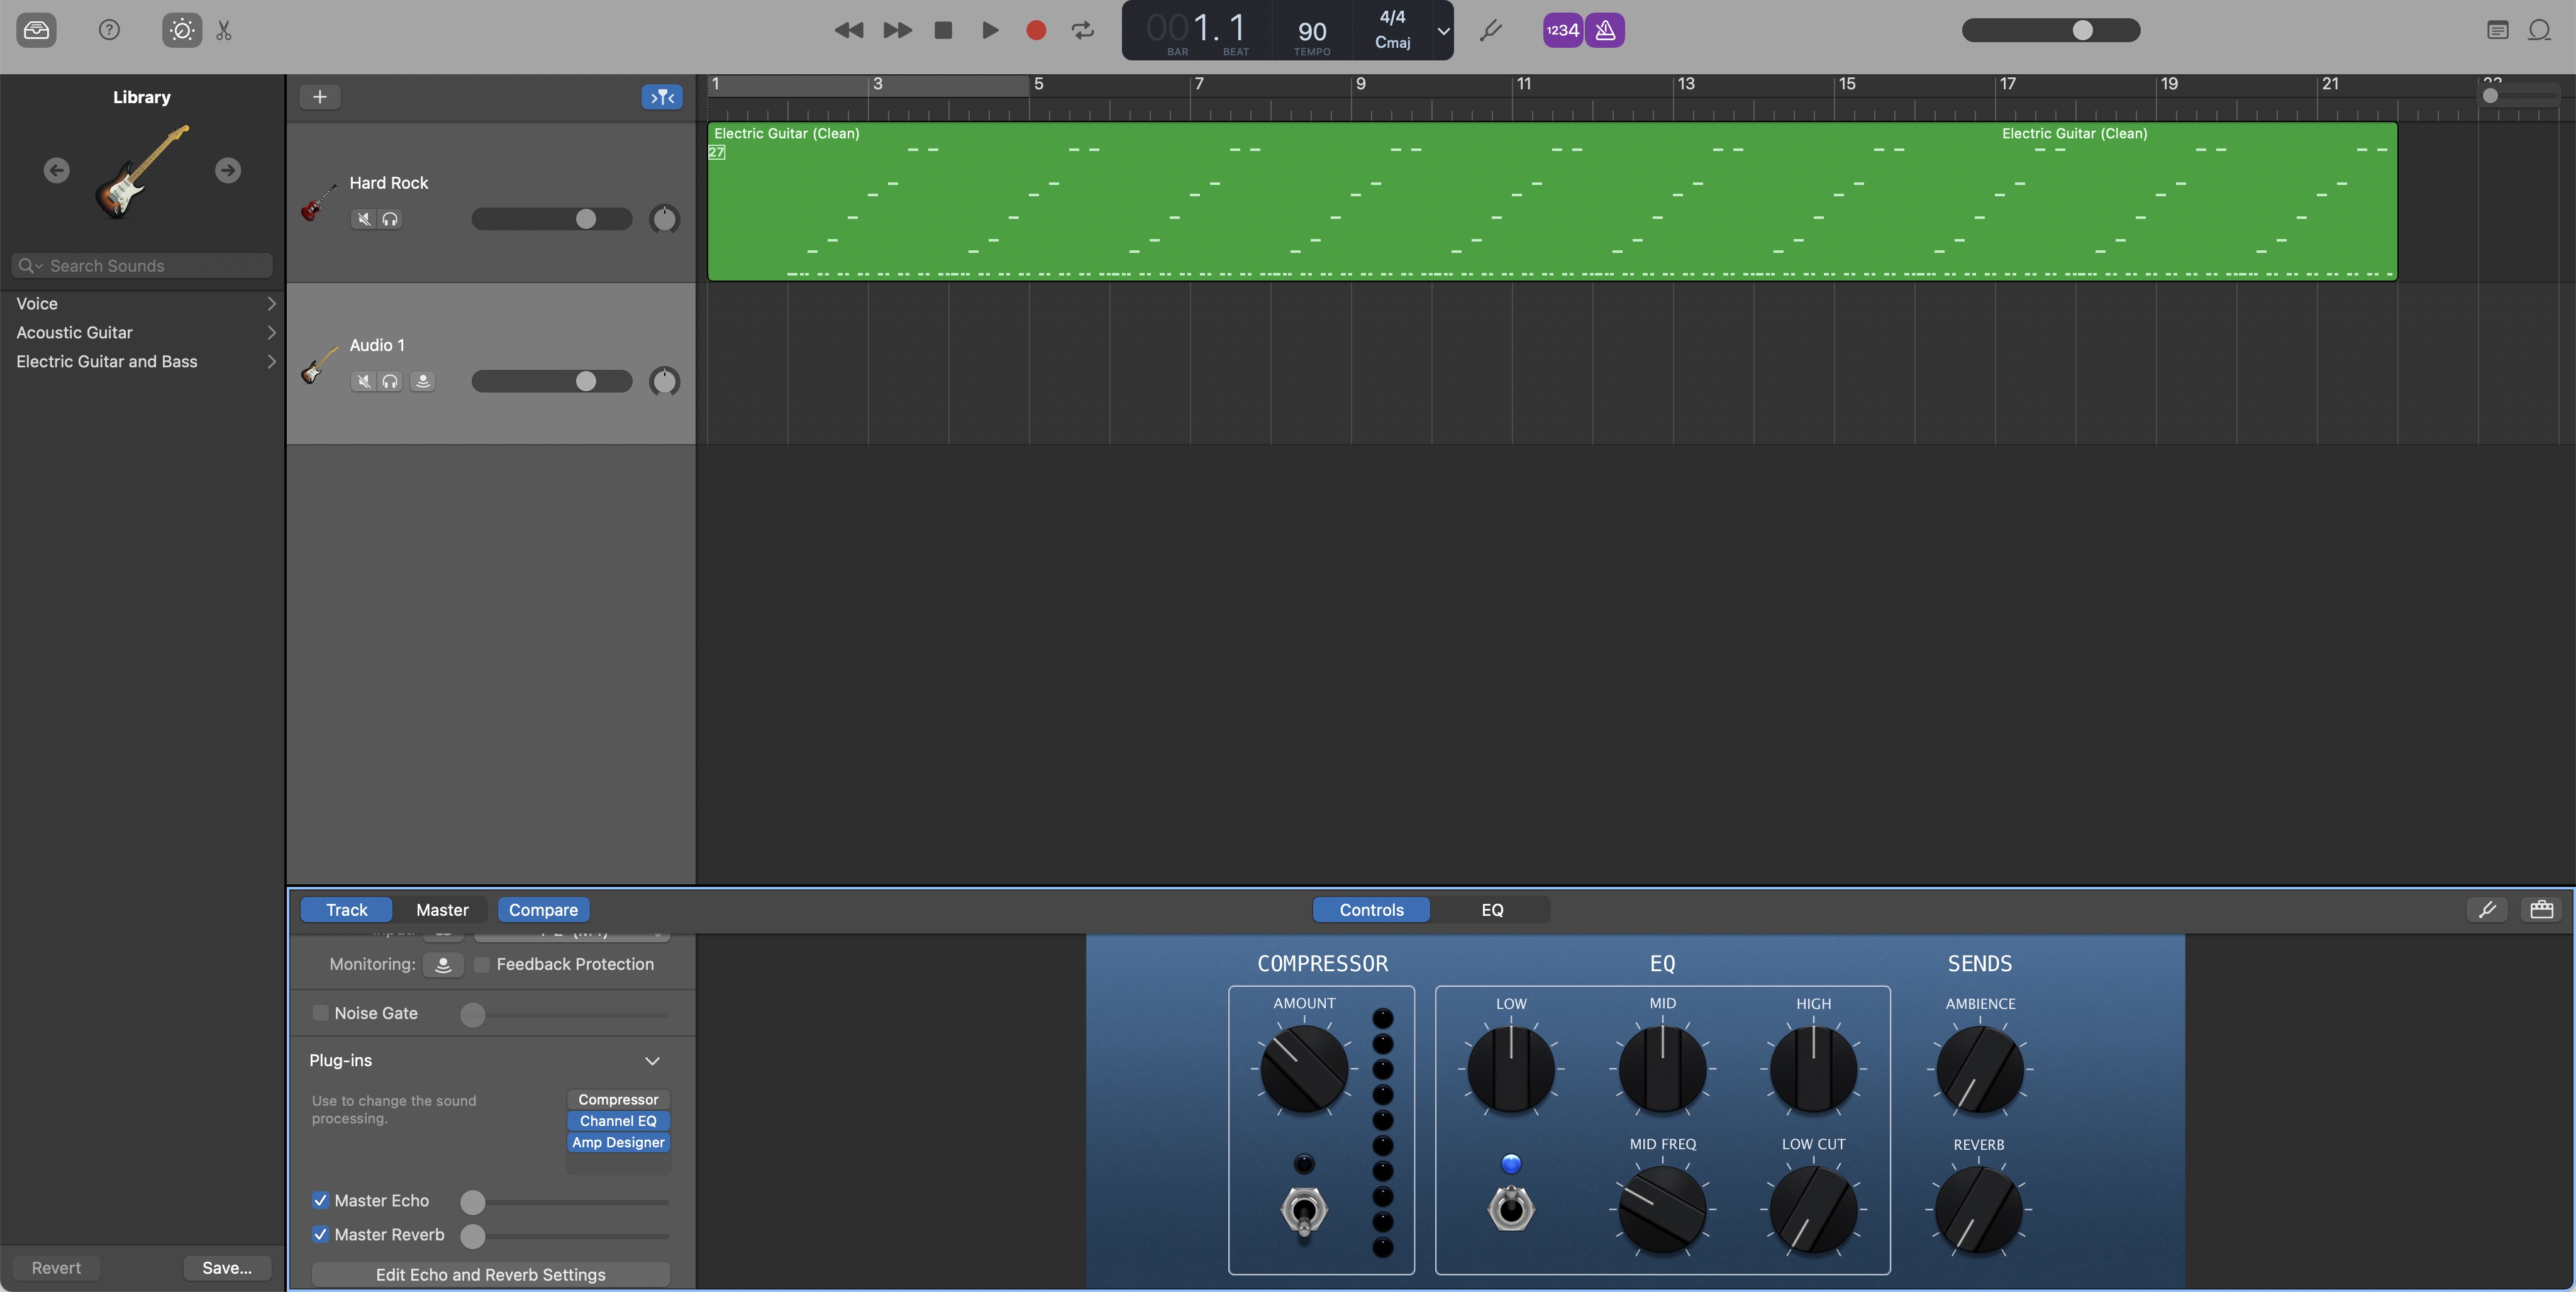 001.1
BAR
BEAT
90
TEMPO
4/4
Cmaj
1234
Library
Search Sounds
Voice
Acoustic Guitar
Electric Guitar and Bass
Revert
Save...
1 3 5 7 9 11 13 15 17 19 21
Hard Rock
Audio 1
Electric Guitar (Clean)
Electric Guitar (Clean)
27
Track
Master
Compare
Controls
EQ
Monitoring:
Feedback Protection
Noise Gate
Plug-ins
Use to change the sound
processing.
Compressor
Channel EQ
Amp Designer
Master Echo
Master Reverb
Edit Echo and Reverb Settings
COMPRESSOR
AMOUNT
EQ
LOW
MID
HIGH
MID FREQ
LOW CUT
SENDS
AMBIENCE
REVERB